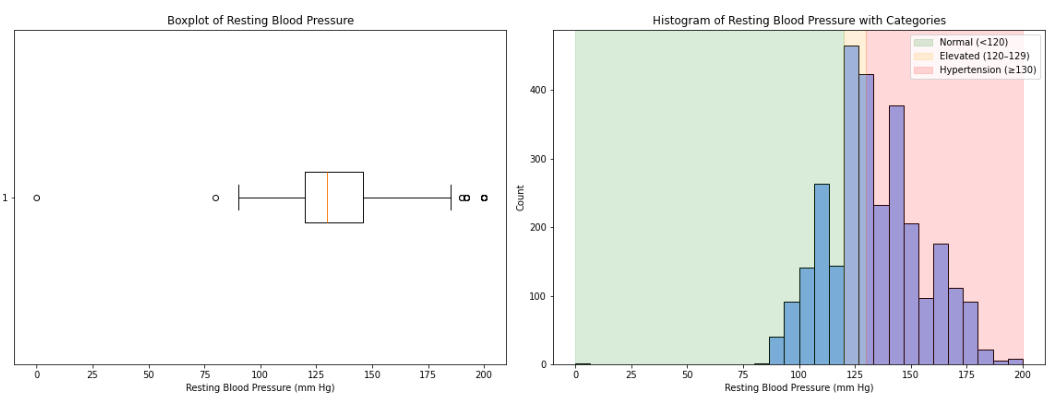 Boxplot of Resting Blood Pressure
1
0 25 50 75 100 125 150 175 200
Resting Blood Pressure (mm Hg)
Histogram of Resting Blood Pressure with Categories
Normal (<120)
Elevated (120–129)
Hypertension (≥130)
400
300
200
100
0
Count
0 25 50 75 100 125 150 175 200
Resting Blood Pressure (mm Hg)